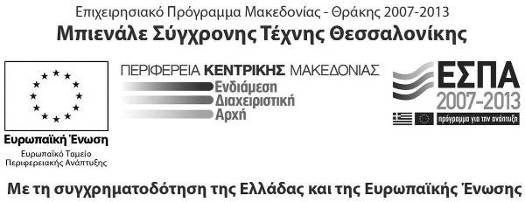 Επιχειρησιακό Πρόγραμμα Μακεδονίας - Θράκης 2007-2013
Μπιενάλε Σύγχρονης Τέχνης Θεσσαλονίκης
Ευρωπαϊκή Ένωση
Ευρωπαϊκό Ταμείο
Περιφερειακής Ανάπτυξης
ΠΕΡΙΦΕΡΕΙΑ ΚΕΝΤΡΙΚΗΣ ΜΑΚΕΔΟΝΙΑΣ
Ενδιάμεση
Διαχειριστική
Αρχή
ΕΣΠΑ
2007-2013
πρόγραμμα για την ανάπτυξη
Με τη συγχρηματοδότηση της Ελλάδας και της Ευρωπαϊκής Ένωσης